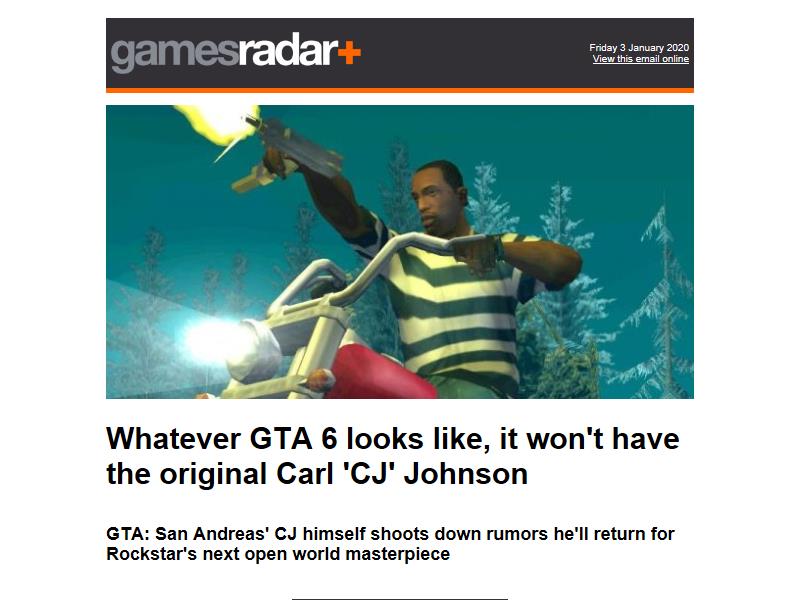 gamesradar+
Friday 3 January 2020
View this email online
Whatever GTA 6 looks like, it won't have
the original Carl 'CJ' Johnson
GTA: San Andreas' CJ himself shoots down rumors he'll return for
Rockstar's next open world masterpiece